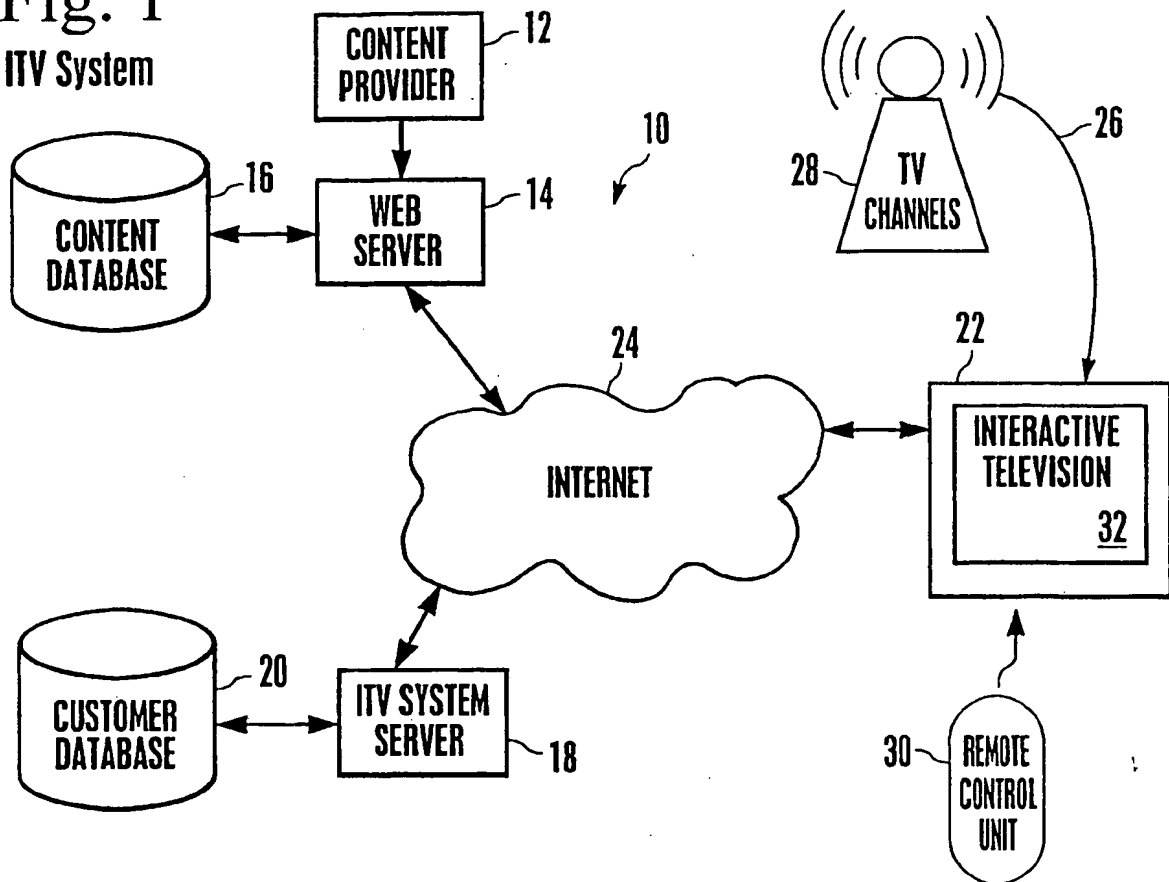 Fig. 1
ITV System
CONTENT
PROVIDER
12
10
26
28
TV
CHANNELS
16
CONTENT
DATABASE
14
WEB
SERVER
24
INTERNET
22
INTERACTIVE
TELEVISION
32
20
CUSTOMER
DATABASE
ITV SYSTEM
SERVER
18
30
REMOTE
CONTROL
UNIT